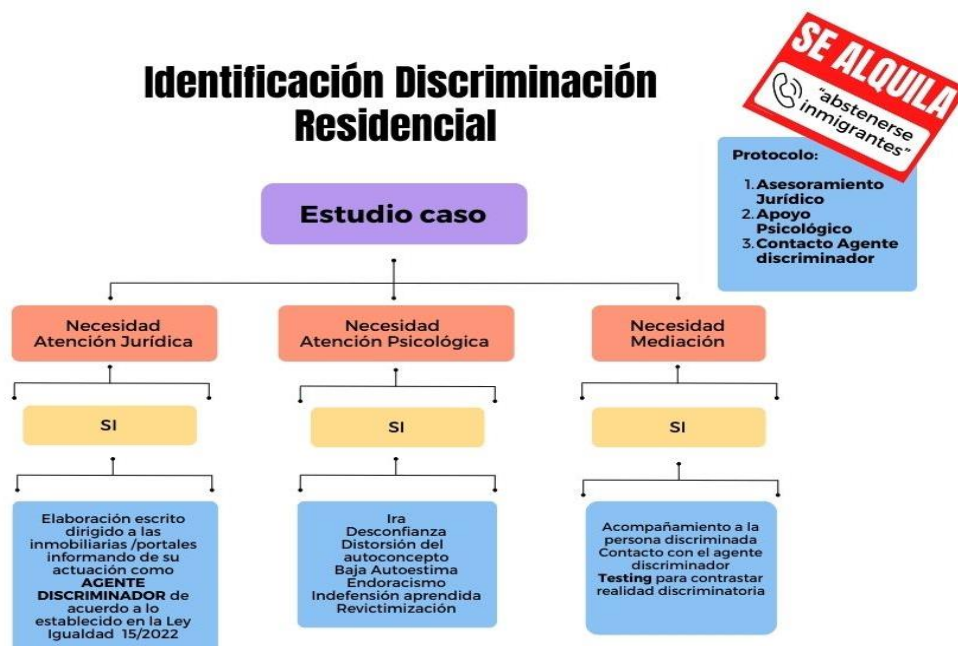 Identificación Discriminación
Residencial
SE ALQUILA
"abstenerse
inmigrantes"
Protocolo:
1. Asesoramiento
Jurídico
2. Apoyo
Psicológico
3. Contacto Agente
discriminador
Estudio caso
Necesidad
Atención Jurídica
Necesidad
Atención Psicológica
Necesidad
Mediación
SI
SI
SI
Elaboración escrito
dirigido a las
inmobiliarias /portales
informando de su
actuación como
AGENTE
DISCRIMINADOR de
acuerdo a lo
establecido en la Ley
Igualdad 15/2022
Ira
Desconfianza
Distorsión del
autoconcepto
Baja Autoestima
Endoracismo
Indefensión aprendida
Revictimización
Acompañamiento a la
persona discriminada
Contacto con el agente
discriminador
Testing para contrastar
realidad discriminatoria